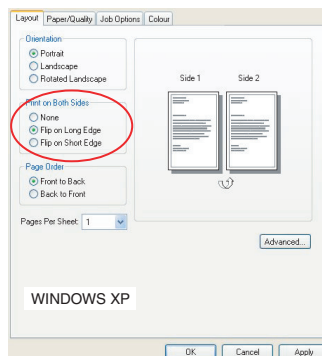 Layout Paper/Quality Job Options Colour
Orientation
Portrait
Landscape
Rotated Landscape
Print on Both Sides
None
Flip on Long Edge
Flip on Short Edge
Page Order
Front to Back
Back to Front
Pages Per Sheet: 1
Side 1 Side 2
Advanced...
WINDOWS XP
OK Cancel Apply